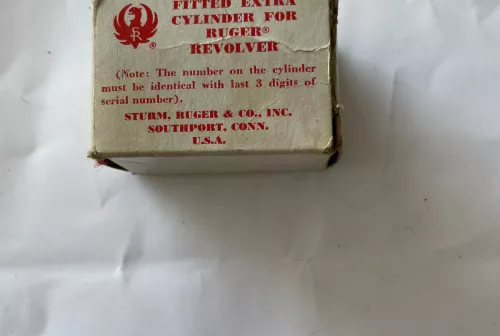 FITTED EXTRA
CYLINDER FOR
RUGER®
REVOLVER
(Note: The number on the cylinder
must be identical with last 3 digits of
serial number).
STURM, RUGER & CO., INC.
SOUTHPORT, CONN.
U.S.A.
R
®